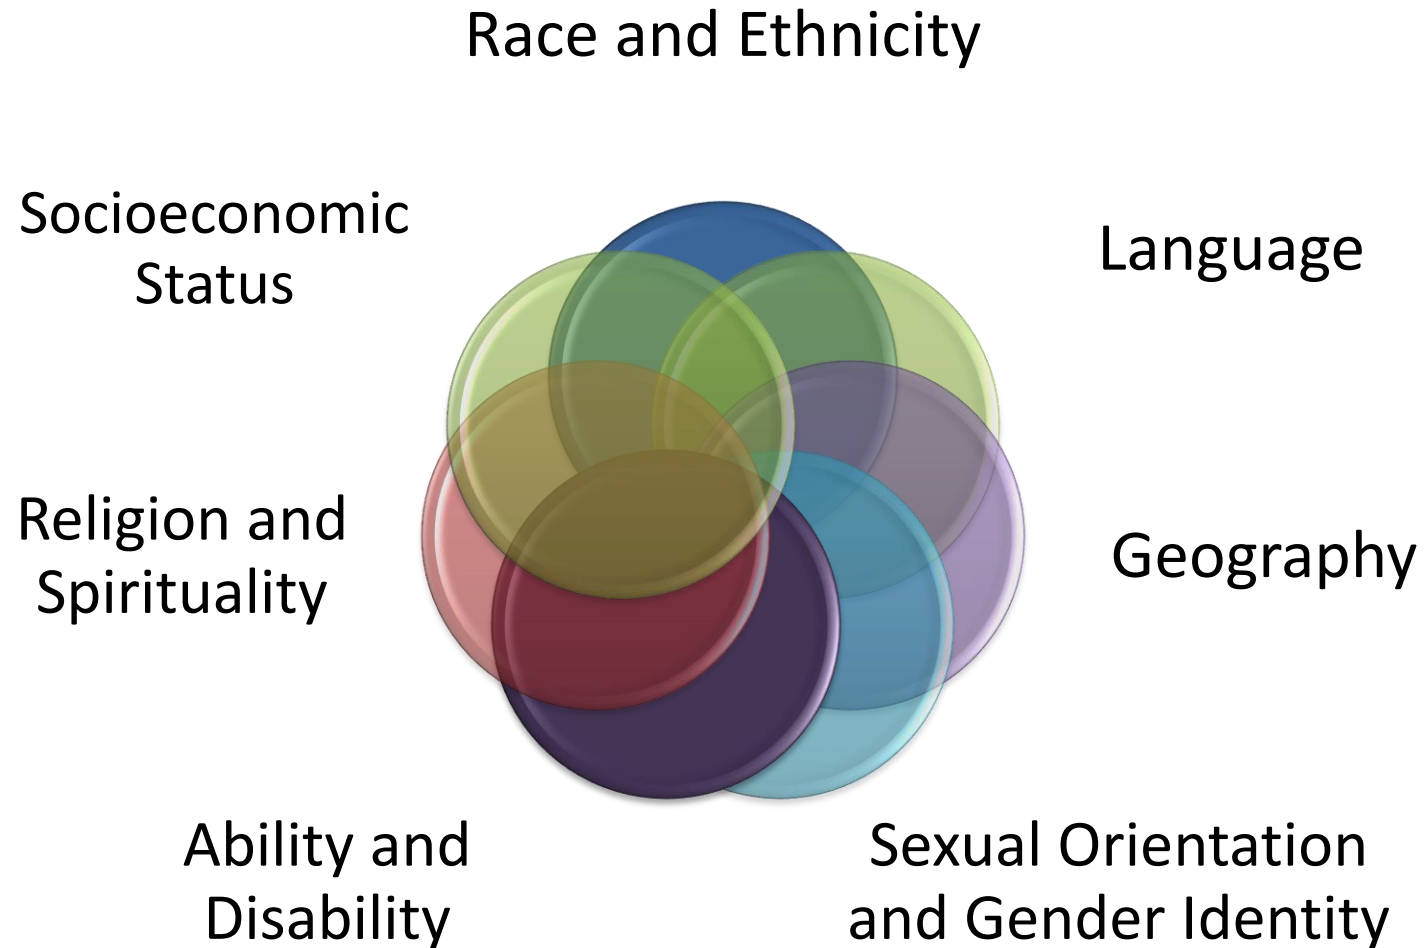 Race and Ethnicity
Socioeconomic
Status
Language
Religion and
Spirituality
Geography
Ability and
Disability
Sexual Orientation
and Gender Identity